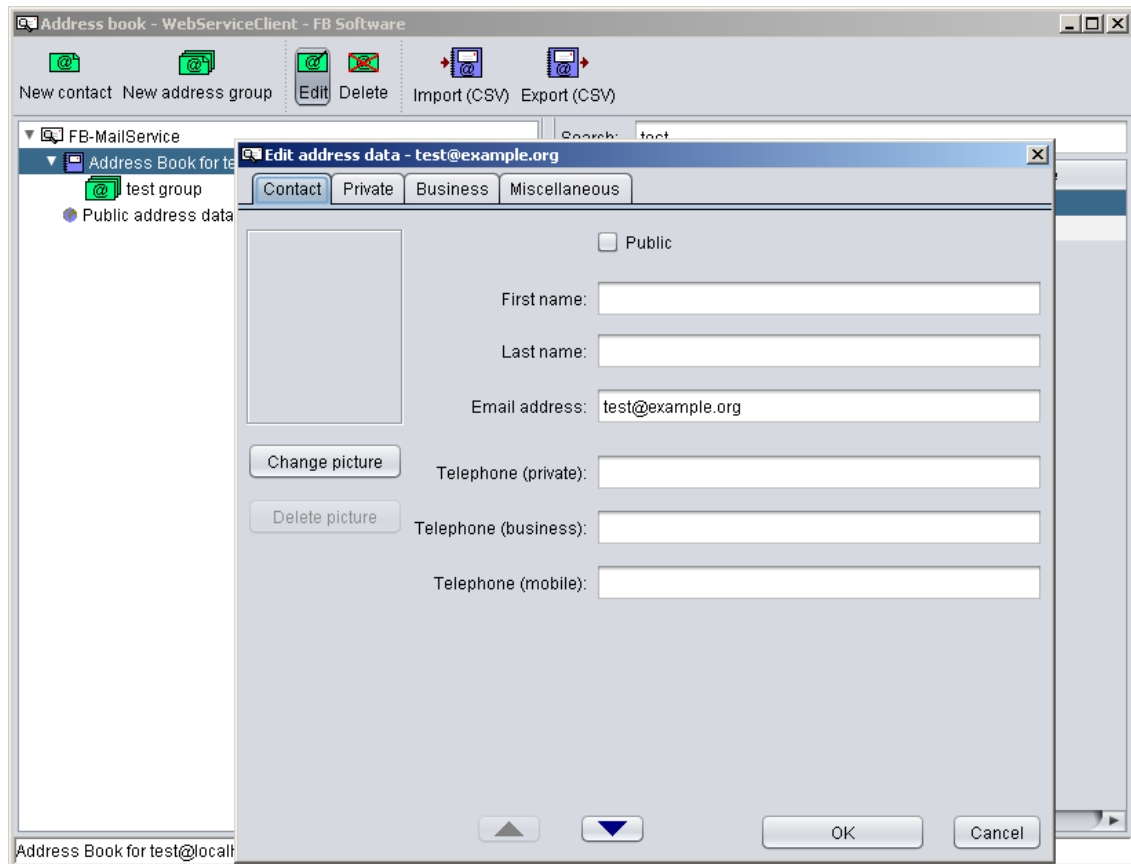 Address book - WebServiceClient - FB Software
New contact New address group Edit Delete Import (CSV) Export (CSV)
FB-MailService
Search: test
Address Book for te
test group
Public address data
Edit address data - test@example.org
Contact Private Business Miscellaneous
Public
First name:
Last name:
Email address: test@example.org
Change picture
Telephone (private):
Delete picture
Telephone (business):
Telephone (mobile):
OK Cancel
Address Book for test@local